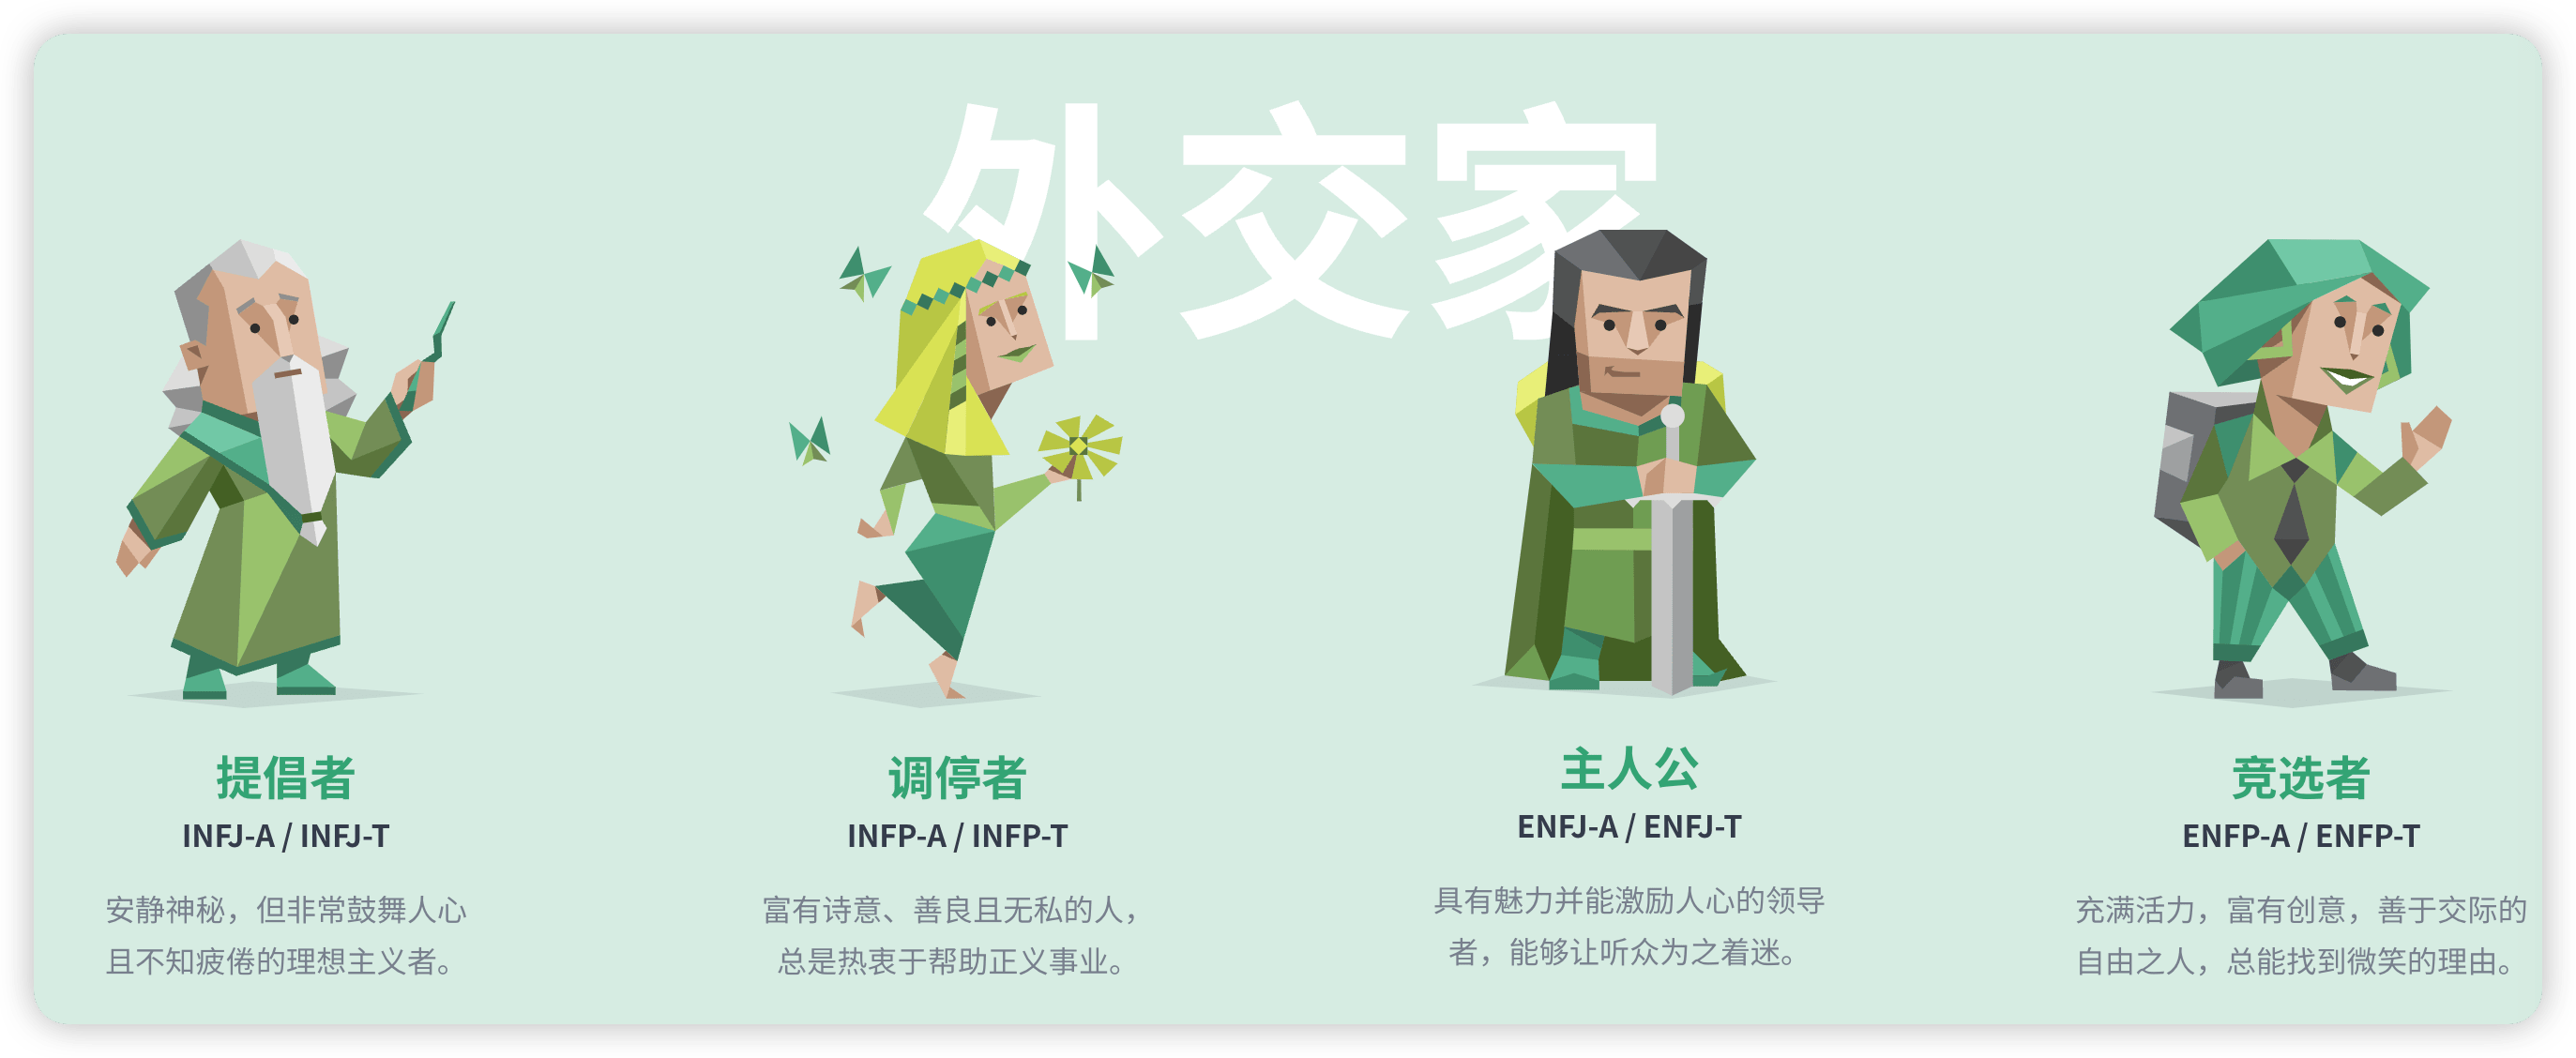 外交家
提倡者
INFJ-A / INFJ-T
安静神秘，但非常鼓舞人心
且不知疲倦的理想主义者。
调停者
INFP-A / INFP-T
富有诗意、善良且无私的人，
总是热衷于帮助正义事业。
主人公
ENFJ-A / ENFJ-T
具有魅力并能激励人心的领导
者，能够让听众为之着迷。
竞选者
ENFP-A / ENFP-T
充满活力，富有创意，善于交际的
自由之人，总能找到微笑的理由。